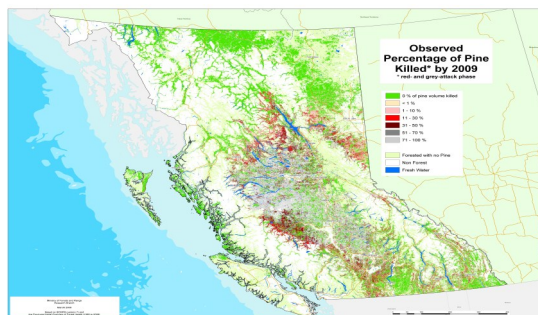 Observed
Percentage of Pine
Killed* by 2009
* red- and grey-attack phase
0 % of pine volume killed
< 1 %
1 - 10 %
11 - 30 %
31 - 50 %
51 - 70 %
71 - 100 %
Forested with no Pine
Non Forest
Fresh Water